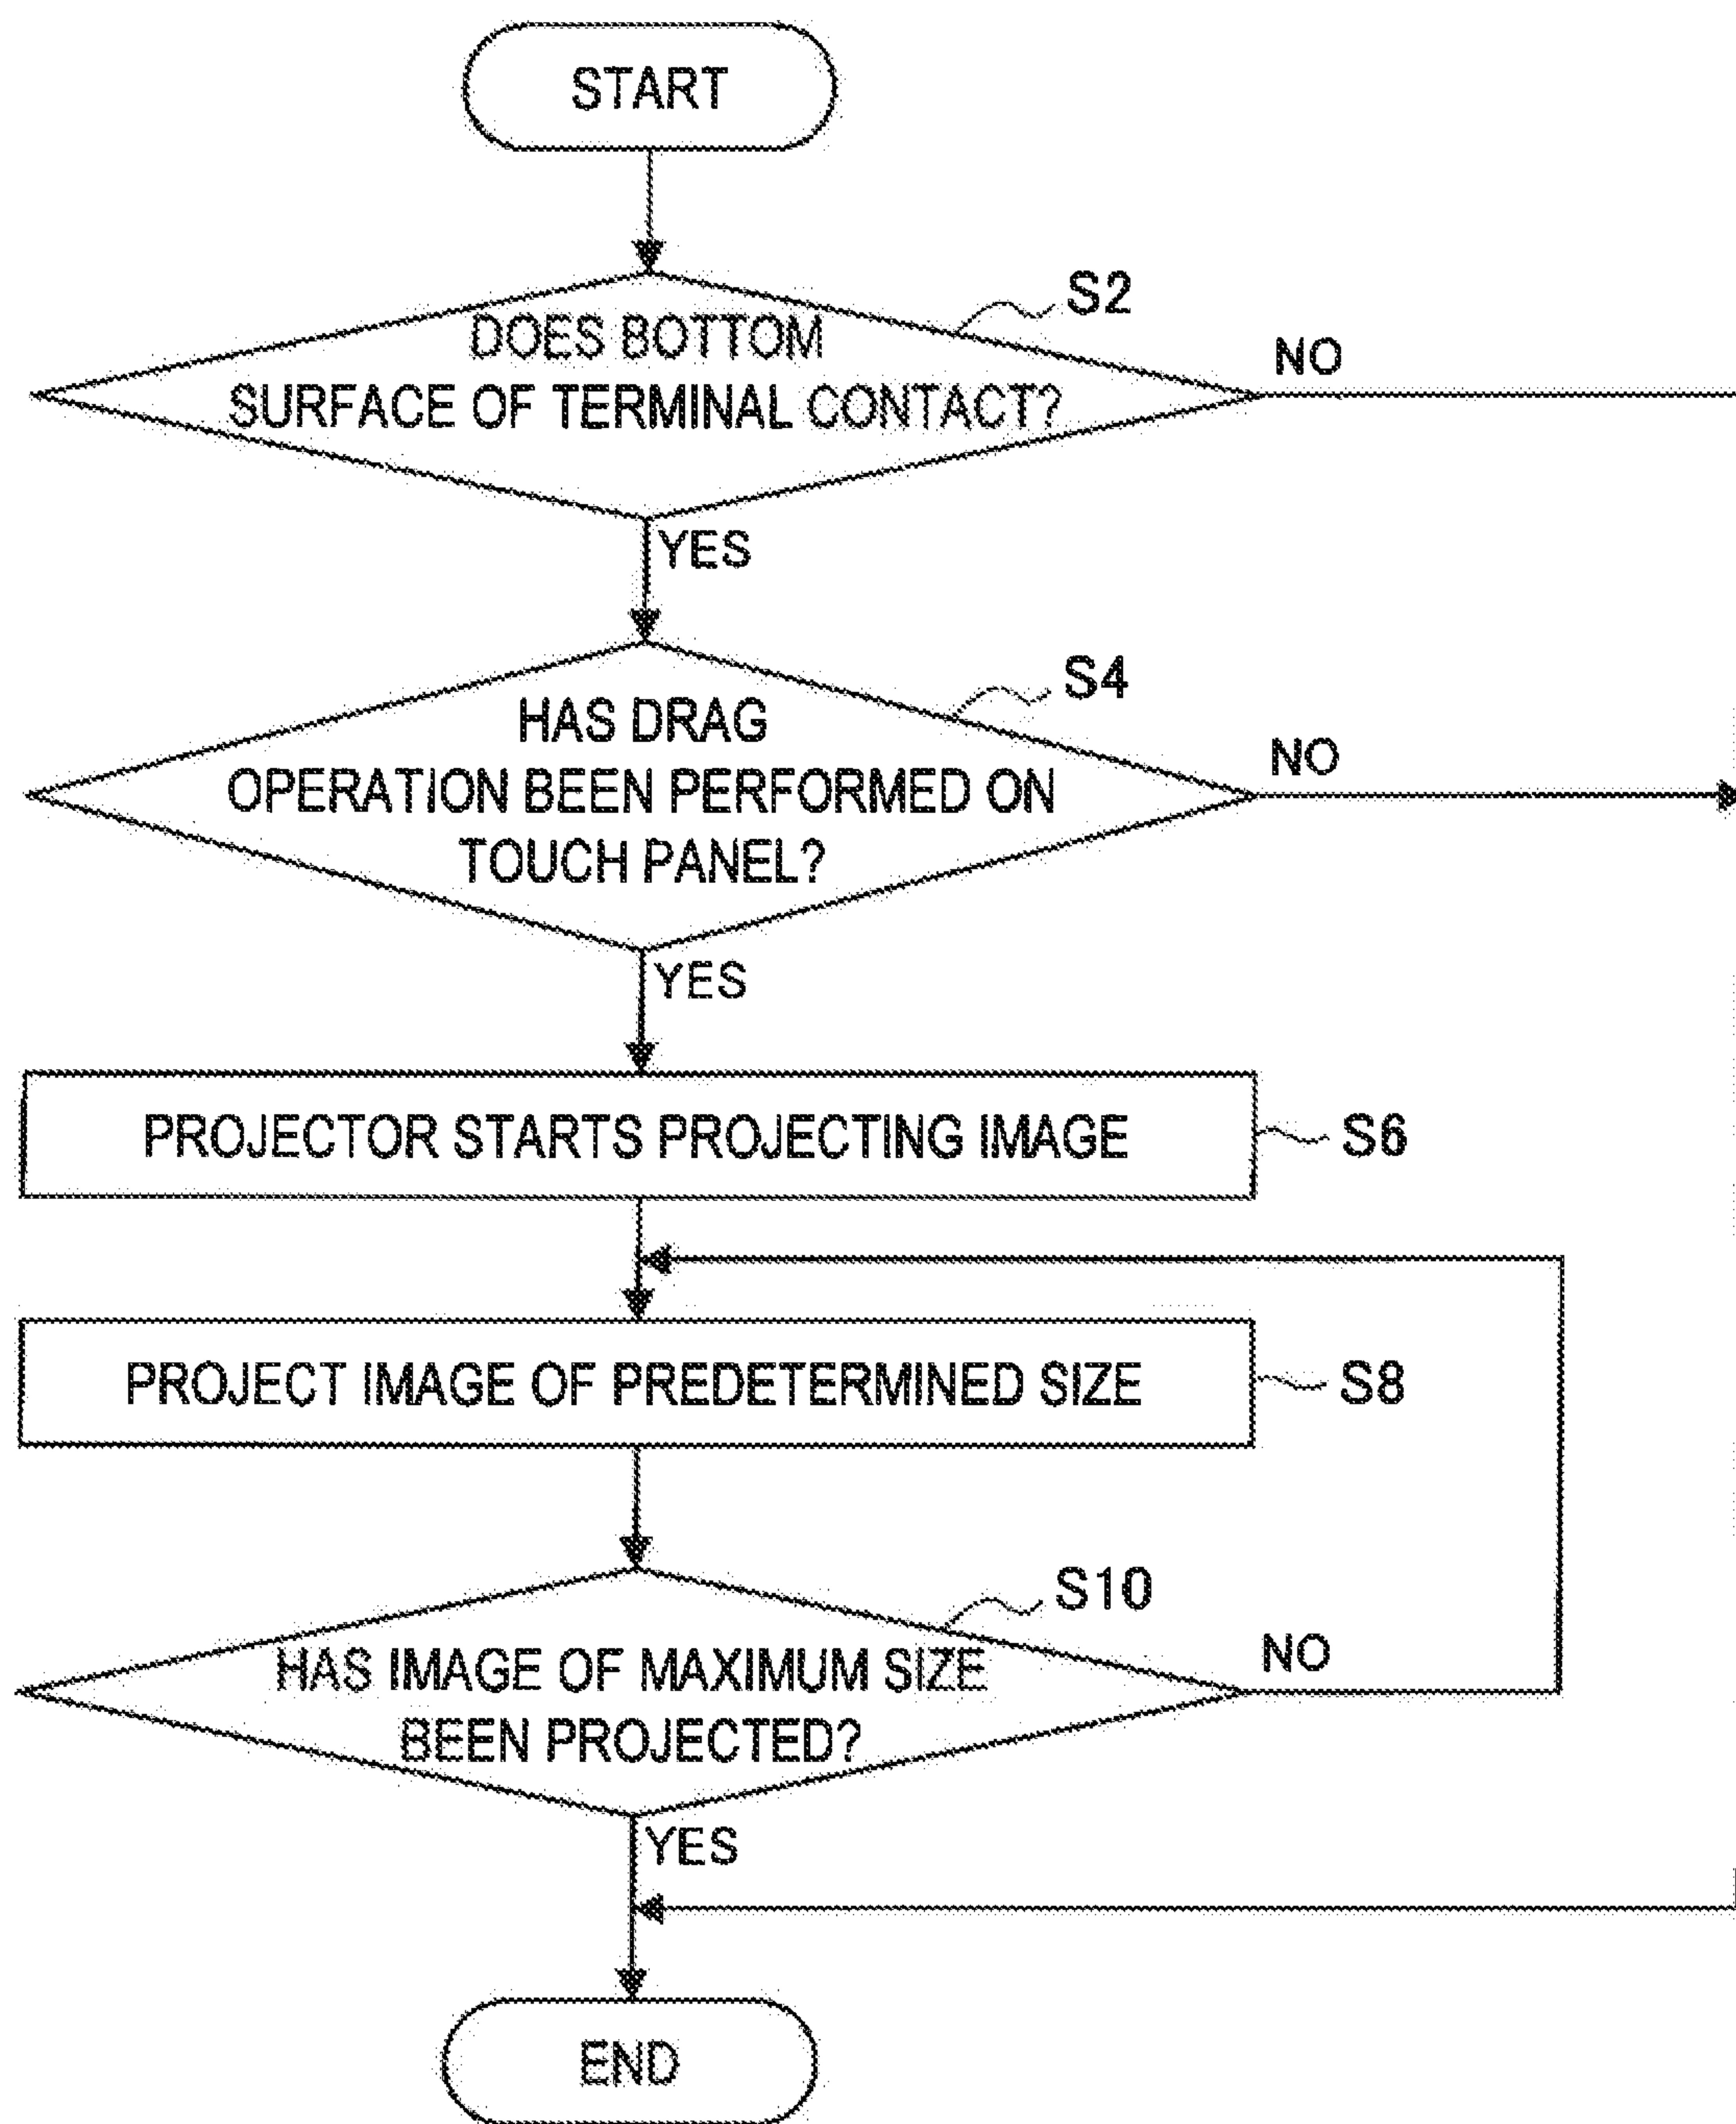 START
S2
DOES BOTTOM
SURFACE OF TERMINAL CONTACT?
NO
YES
S4
HAS DRAG
OPERATION BEEN PERFORMED ON
TOUCH PANEL?
NO
YES
PROJECTOR STARTS PROJECTING IMAGE
S6
PROJECT IMAGE OF PREDETERMINED SIZE
S8
S10
HAS IMAGE OF MAXIMUM SIZE
BEEN PROJECTED?
NO
YES
END